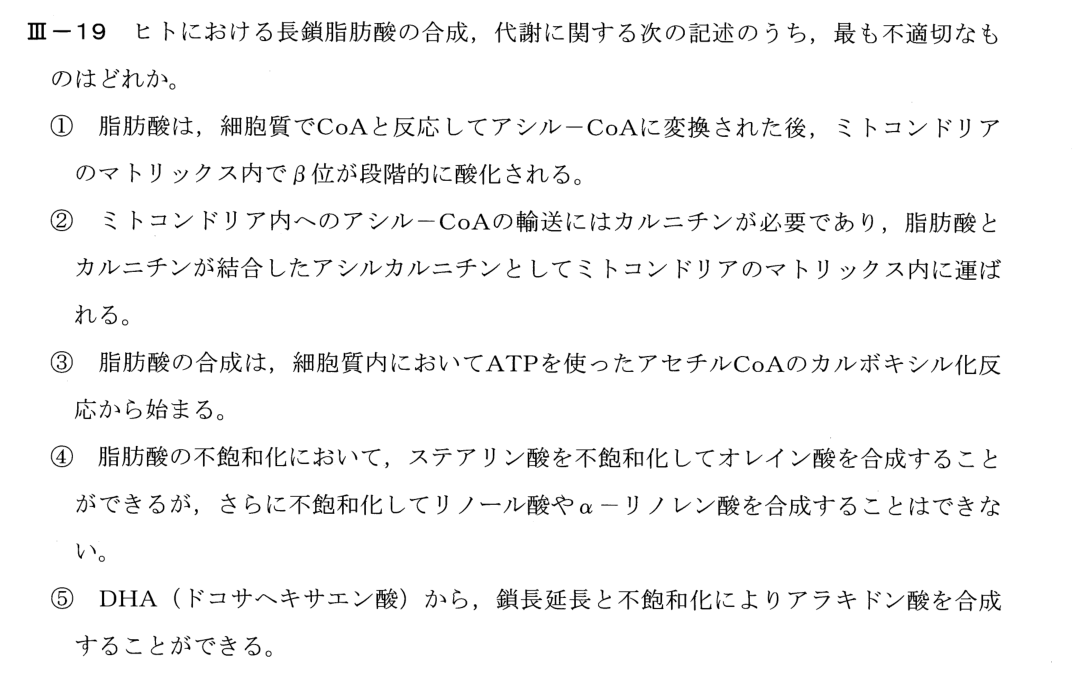 Ⅲ－19　ヒトにおける長鎖脂肪酸の合成，代謝に関する次の記述のうち，最も不適切なも
のはどれか。
①　脂肪酸は，細胞質でCoAと反応してアシル－CoAに変換された後，ミトコンドリア
のマトリックス内でβ位が段階的に酸化される。
②　ミトコンドリア内へのアシル－CoAの輸送にはカルニチンが必要であり，脂肪酸と
カルニチンが結合したアシルカルニチンとしてミトコンドリアのマトリックス内に運ば
れる。
③　脂肪酸の合成は，細胞質内においてATPを使ったアセチルCoAのカルボキシル化反
応から始まる。
④　脂肪酸の不飽和化において，ステアリン酸を不飽和化してオレイン酸を合成すること
ができるが，さらに不飽和化してリノール酸やα－リノレン酸を合成することはできな
い。
⑤　DHA（ドコサヘキサエン酸）から，鎖長延長と不飽和化によりアラキドン酸を合成
することができる。